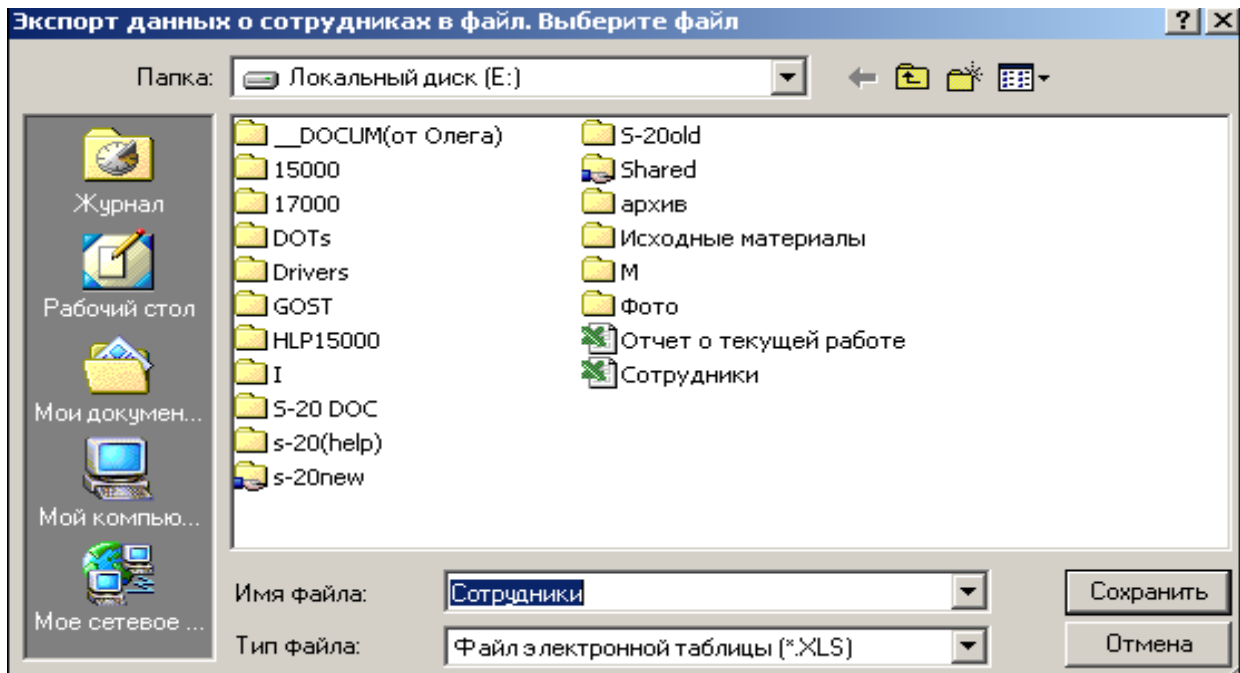 Экспорт данных о сотрудниках в файл. Выберите файл
Папка: Локальный диск (E:)
Журнал
Рабочий стол
Мои докумен...
Мой компью...
Мое сетевое ...
__DOCUM(от Олега)
15000
17000
DOTs
Drivers
GOST
HLP15000
I
S-20 DOC
s-20(help)
s-20new
S-20old
Shared
архив
Исходные материалы
М
Фото
Отчет о текущей работе
Сотрудники
Имя файла: Сотрудники Сохранить
Тип файла: Файл электронной таблицы (*.XLS) Отмена